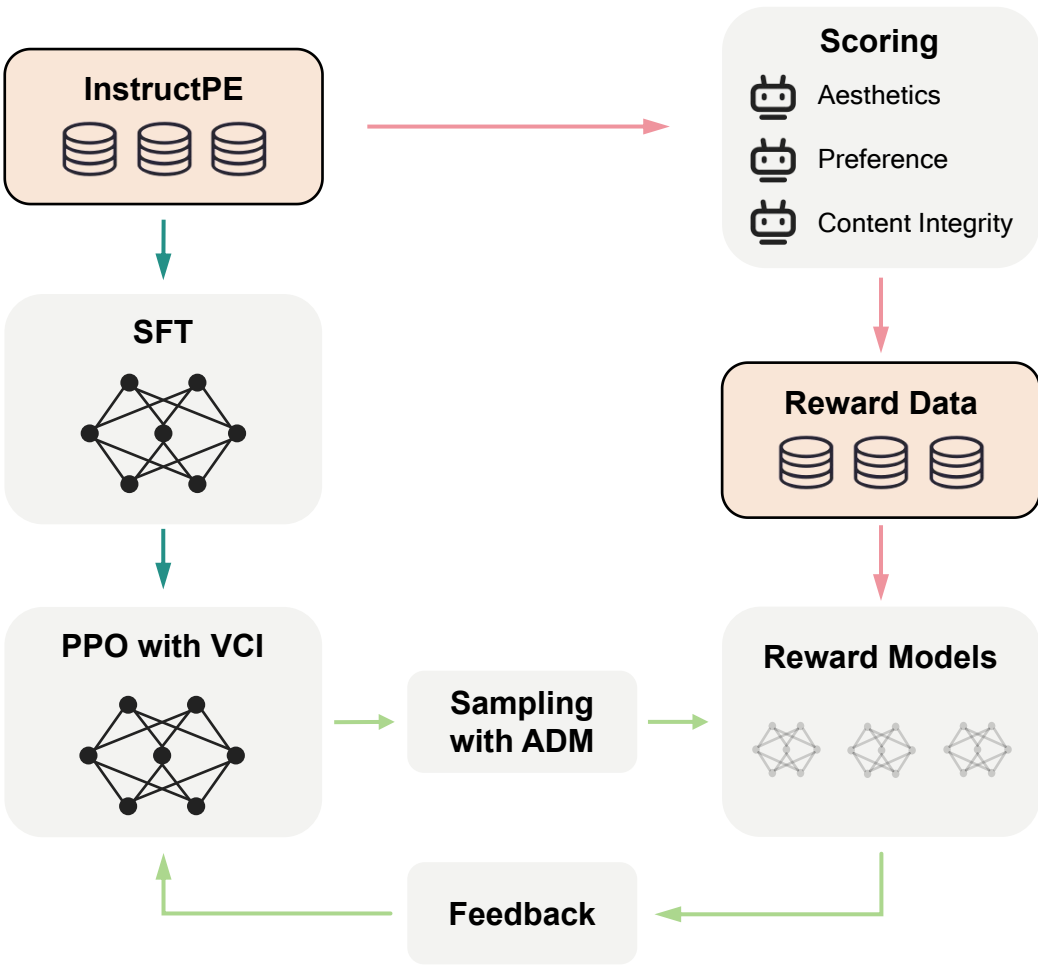 InstructPE
Scoring
Aesthetics
Preference
Content Integrity
SFT
Reward Data
PPO with VCI
Sampling
with ADM
Reward Models
Feedback